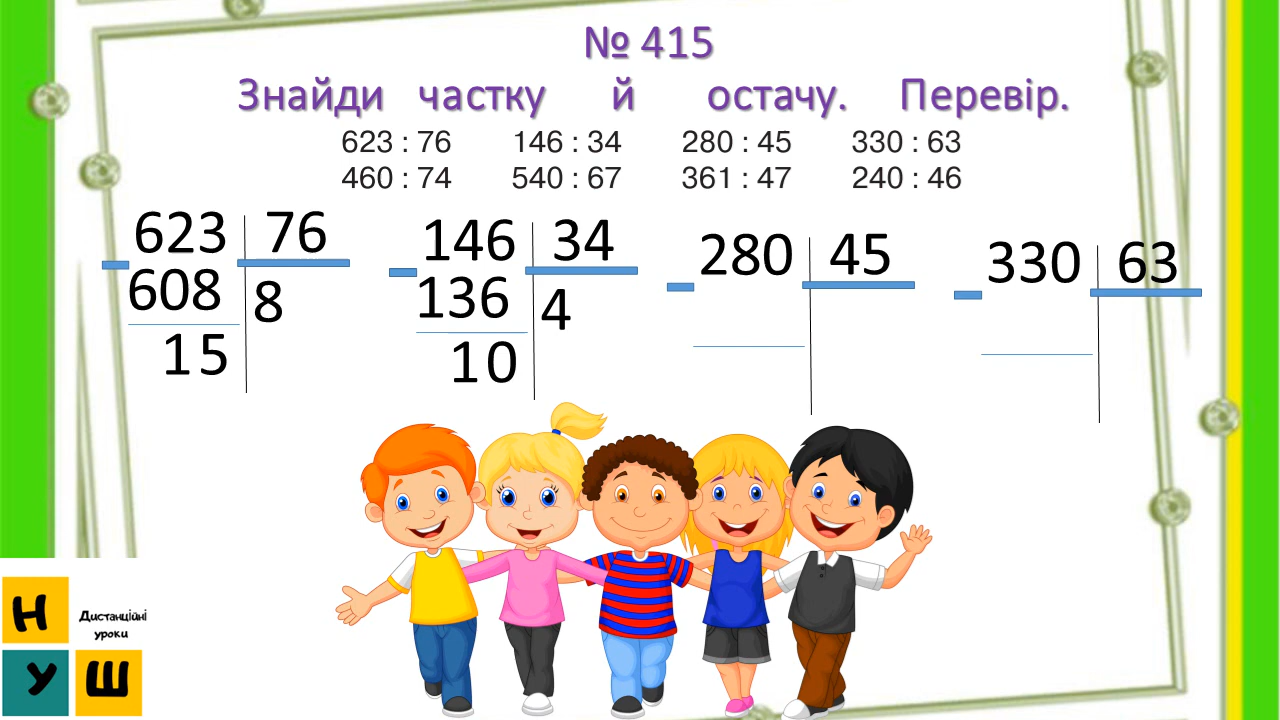 № 415
Знайди частку й остачу. Перевір.
623 : 76 146 : 34 280 : 45 330 : 63
460 : 74 540 : 67 361 : 47 240 : 46
623 76
608 8
15
146 34
136 4
10
280 45
330 63
Н
Дистанційні
уроки
У Ш